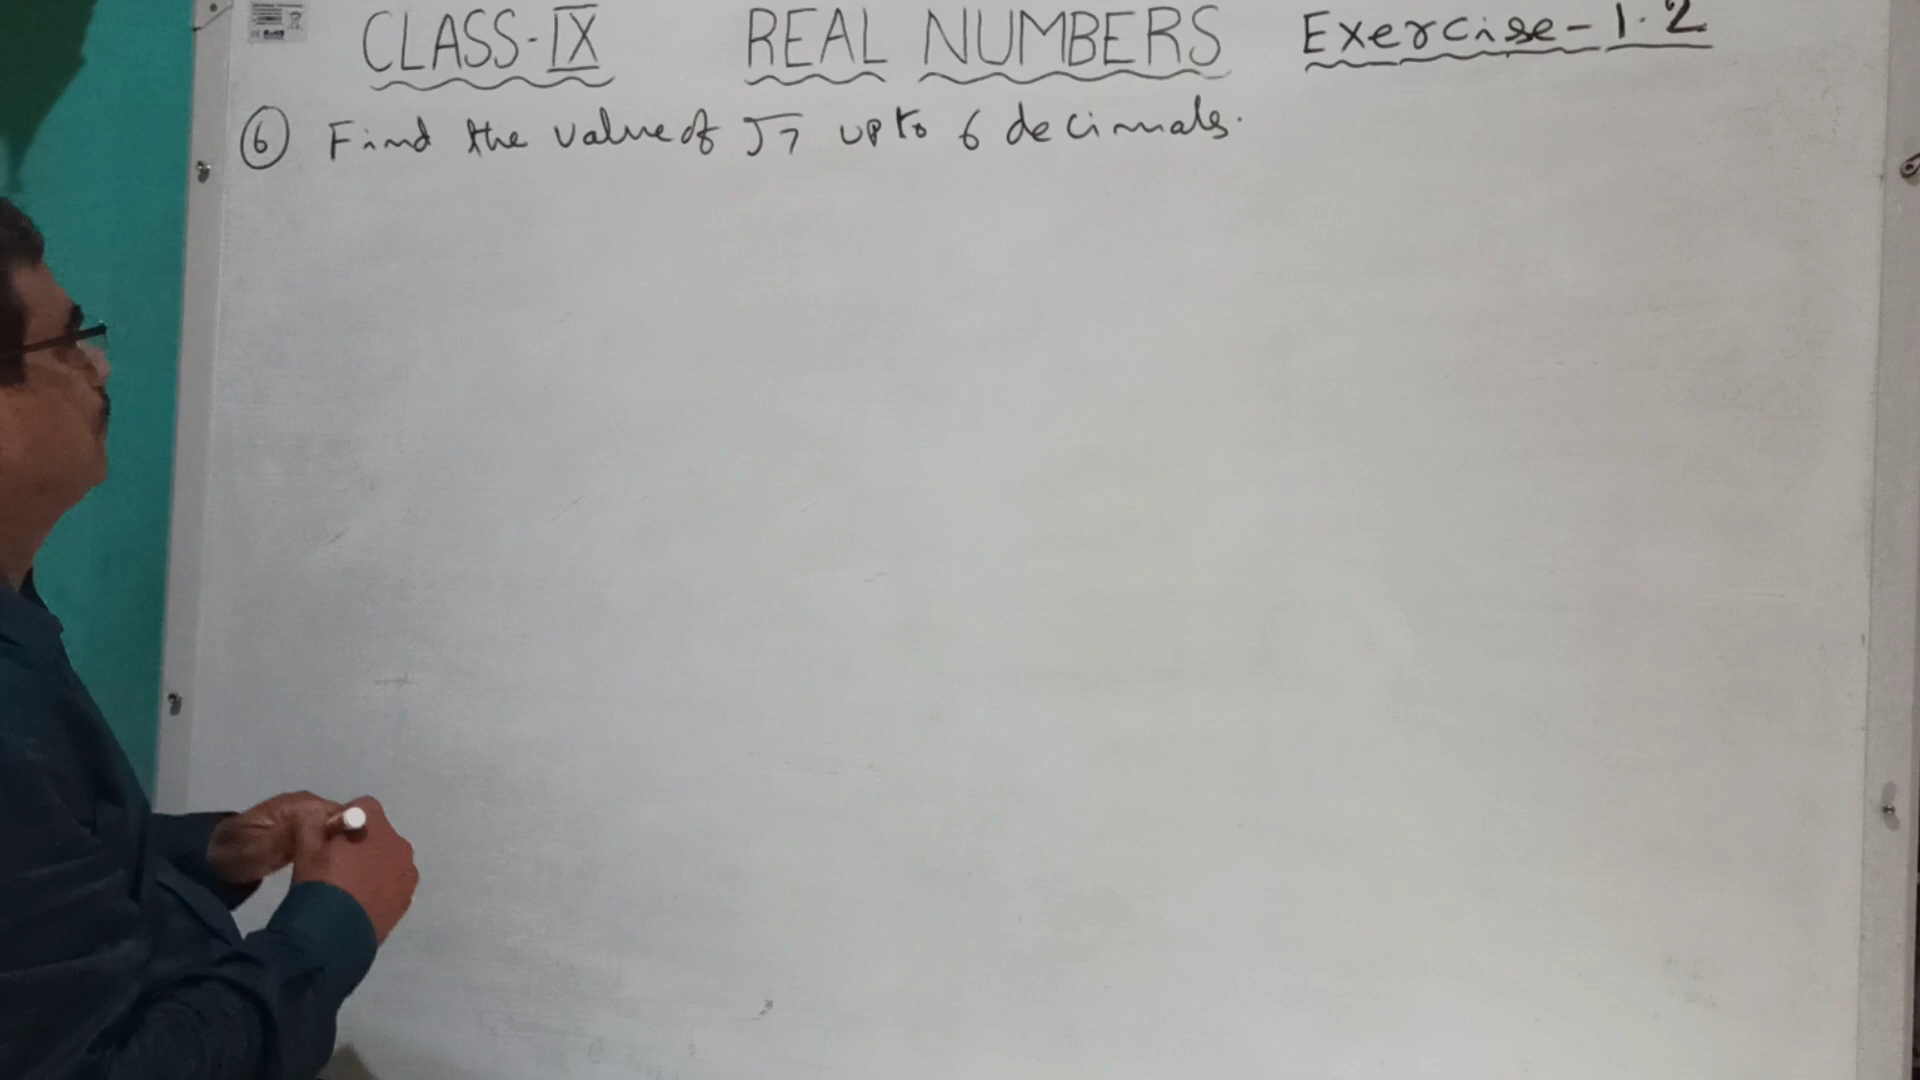 CLASS-IX REAL NUMBERS Exercise-1.2
⑥ Find the value of √7 upto 6 decimals.